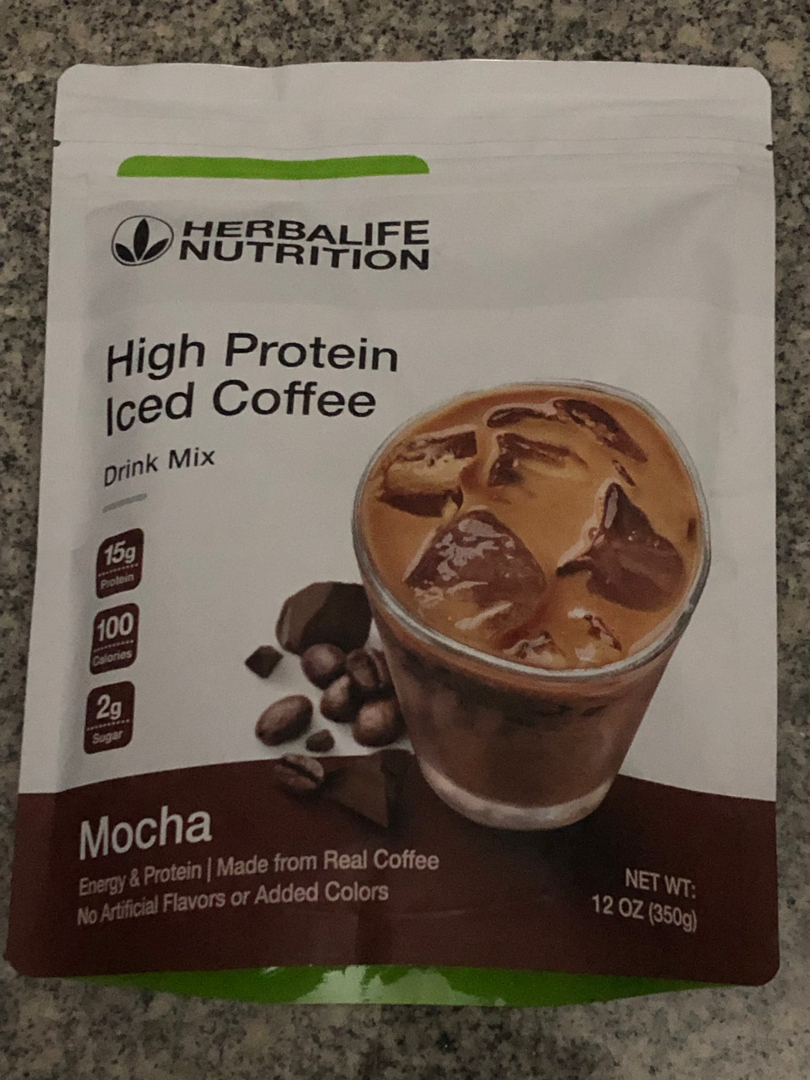 HERBALIFE
NUTRITION
High Protein
Iced Coffee
Drink Mix
15g
Protein
100
Calories
2g
Sugar
Mocha
Energy & Protein | Made from Real Coffee
No Artificial Flavors or Added Colors
NET WT:
12 OZ (350g)